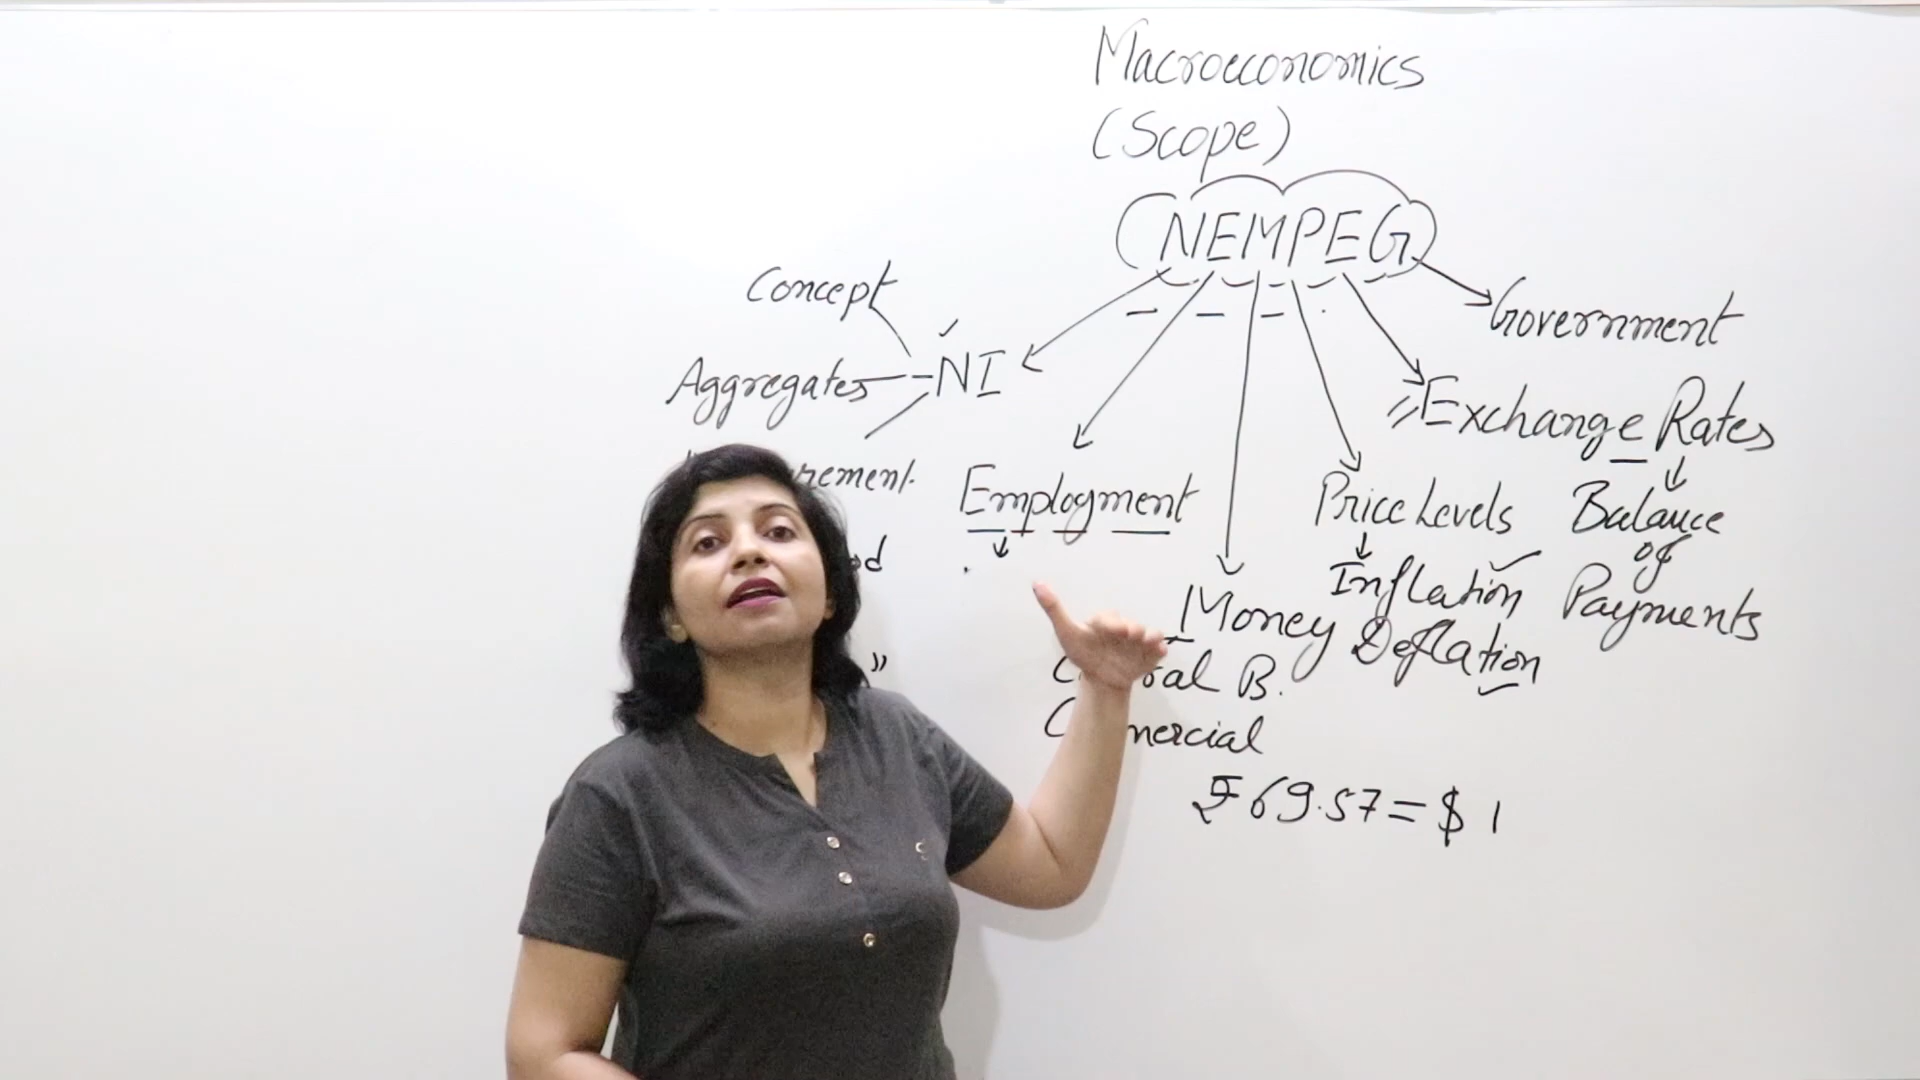 Macroeconomics
(Scope)
NEMPEG
Concept
Aggregates
NI
Government
Exchange Rates
Employment
Price Levels
Balance
of
Payments
Inflation
Money
Deflation
B.
₹69.57 = $ 1